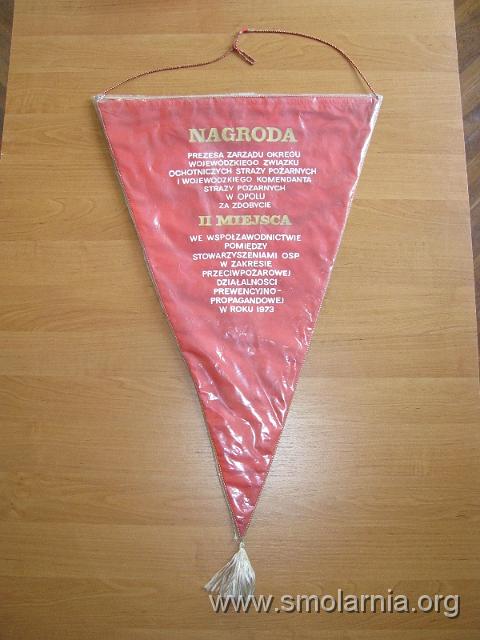 NAGRODA
PREZESA ZARZĄDU OKRĘGU
WOJEWÓDZKIEGO ZWIĄZKU
OCHOTNICZYCH STRAŻY POŻARNYCH
I WOJEWÓDZKIEGO KOMENDANTA
STRAŻY POŻARNYCH
W OPOLU
ZA ZDOBYCIE
II MIEJSCA
WE WSPÓŁZAWODNICTWIE
POMIĘDZY
STOWARZYSZENIAMI OSP
W ZAKRESIE
PRZECIWPOŻAROWEJ
DZIAŁALNOŚCI
PREWENCYJNO-
PROPAGANDOWEJ
W ROKU 1973
www.smolarnia.org